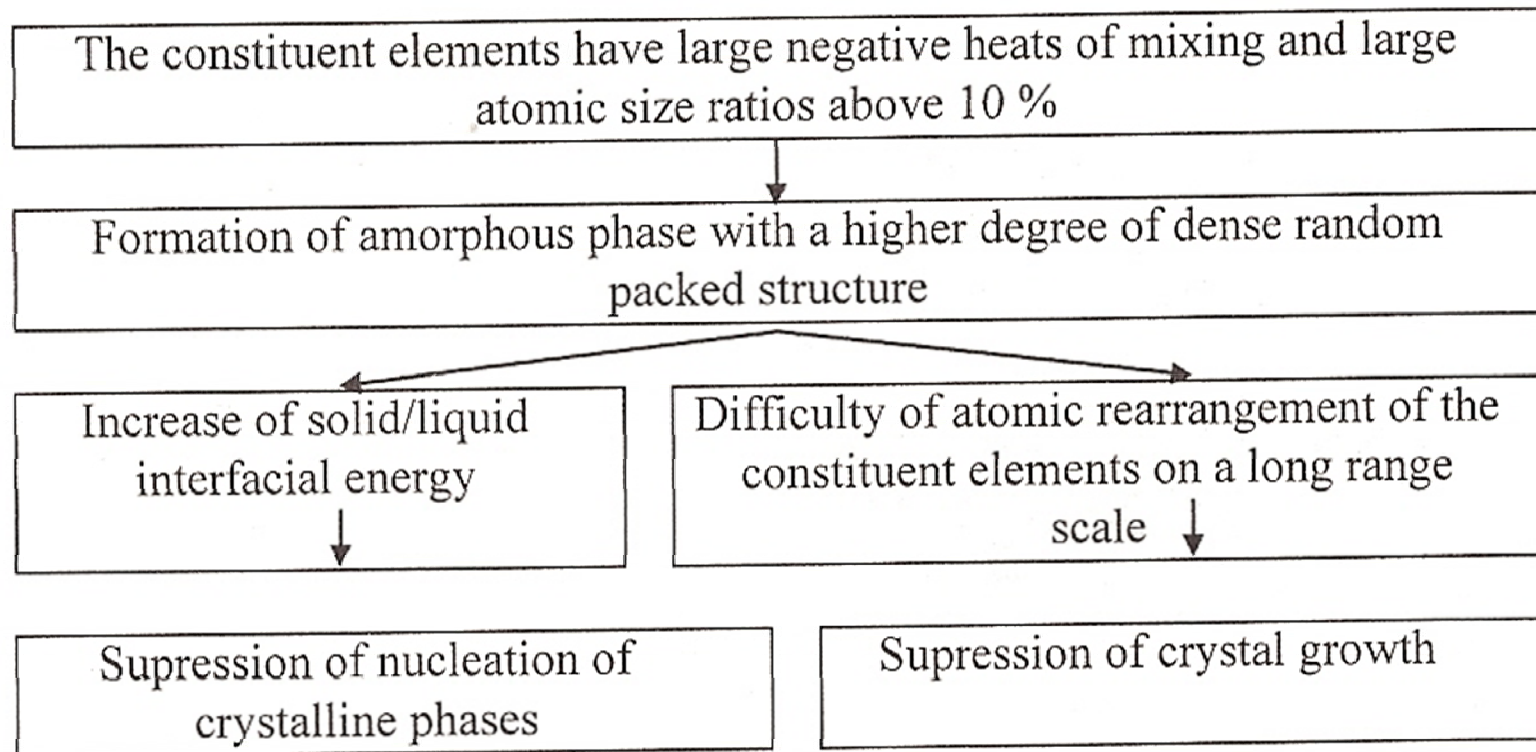 The constituent elements have large negative heats of mixing and large
atomic size ratios above 10 %
Formation of amorphous phase with a higher degree of dense random
packed structure
Increase of solid/liquid
interfacial energy
Difficulty of atomic rearrangement of the
constituent elements on a long range
scale
Supression of nucleation of
crystalline phases
Supression of crystal growth